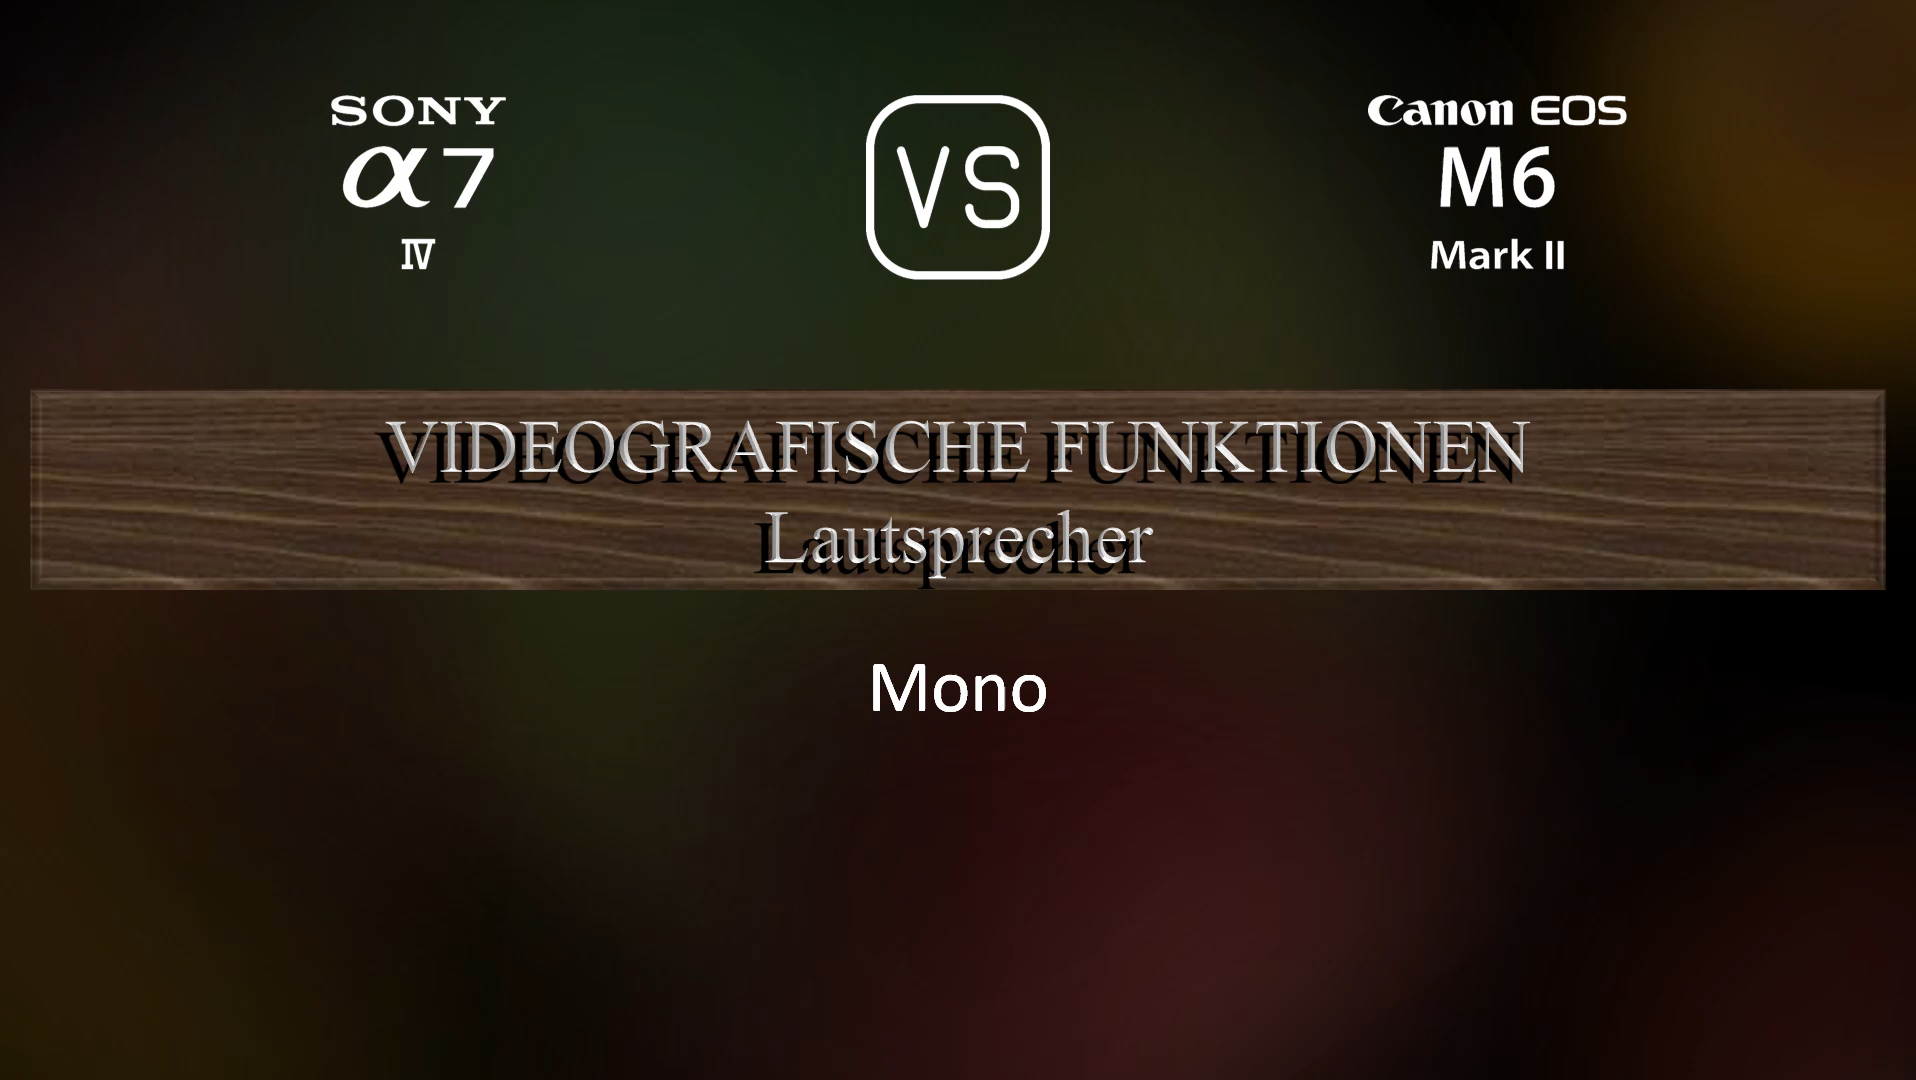 SONY
α7
IV
VS
Canon EOS
M6
Mark II
VIDEOGRAFISCHE FUNKTIONEN
Lautsprecher
Mono